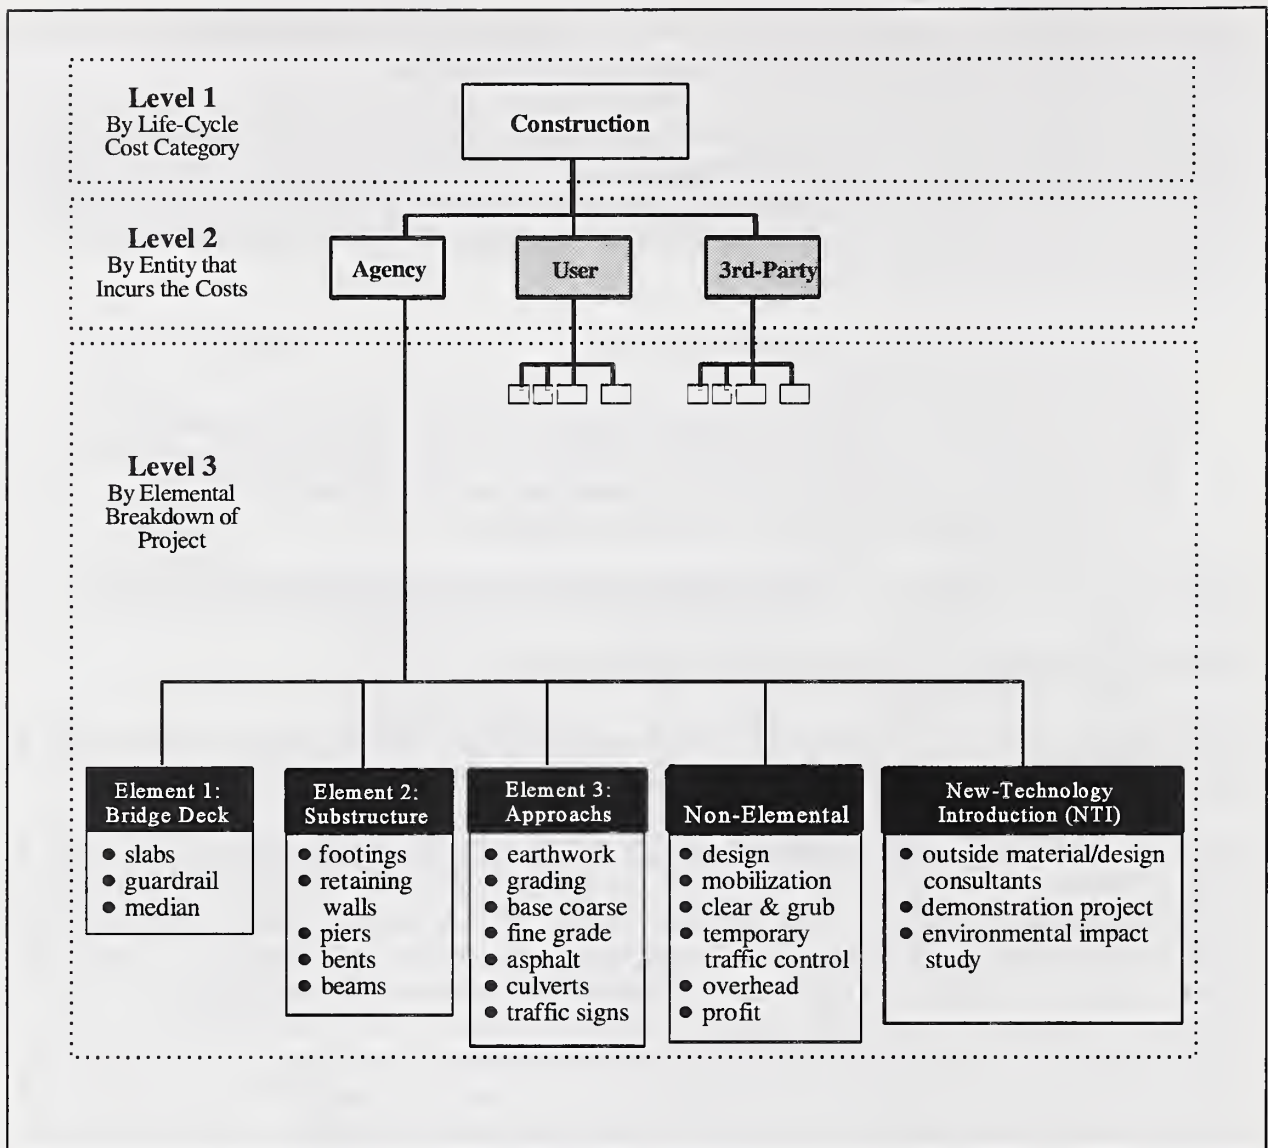 Level 1
By Life-Cycle
Cost Category
Construction
Level 2
By Entity that
Incurs the Costs
Agency
User
3rd-Party
Level 3
By Elemental
Breakdown of
Project
Element 1:
Bridge Deck
● slabs
● guardrail
● median
Element 2:
Substructure
● footings
● retaining
walls
● piers
● bents
● beams
Element 3:
Approachs
● earthwork
● grading
● base coarse
● fine grade
● asphalt
● culverts
● traffic signs
Non-Elemental
● design
● mobilization
● clear & grub
● temporary
traffic control
● overhead
● profit
New-Technology
Introduction (NTI)
● outside material/design
consultants
● demonstration project
● environmental impact
study